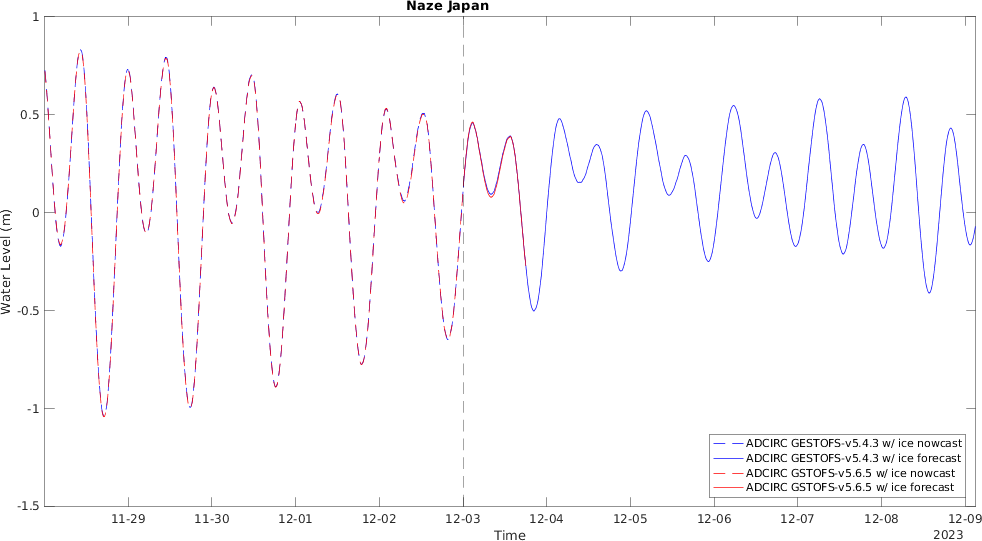 Naze Japan
1
0.5
0
-0.5
-1
-1.5
Water Level (m)
11-29 11-30 12-01 12-02 12-03 12-04 12-05 12-06 12-07 12-08 12-09
2023
Time
ADCIRC GESTOFS-v5.4.3 w/ ice nowcast
ADCIRC GESTOFS-v5.4.3 w/ ice forecast
ADCIRC GSTOFS-v5.6.5 w/ ice nowcast
ADCIRC GSTOFS-v5.6.5 w/ ice forecast